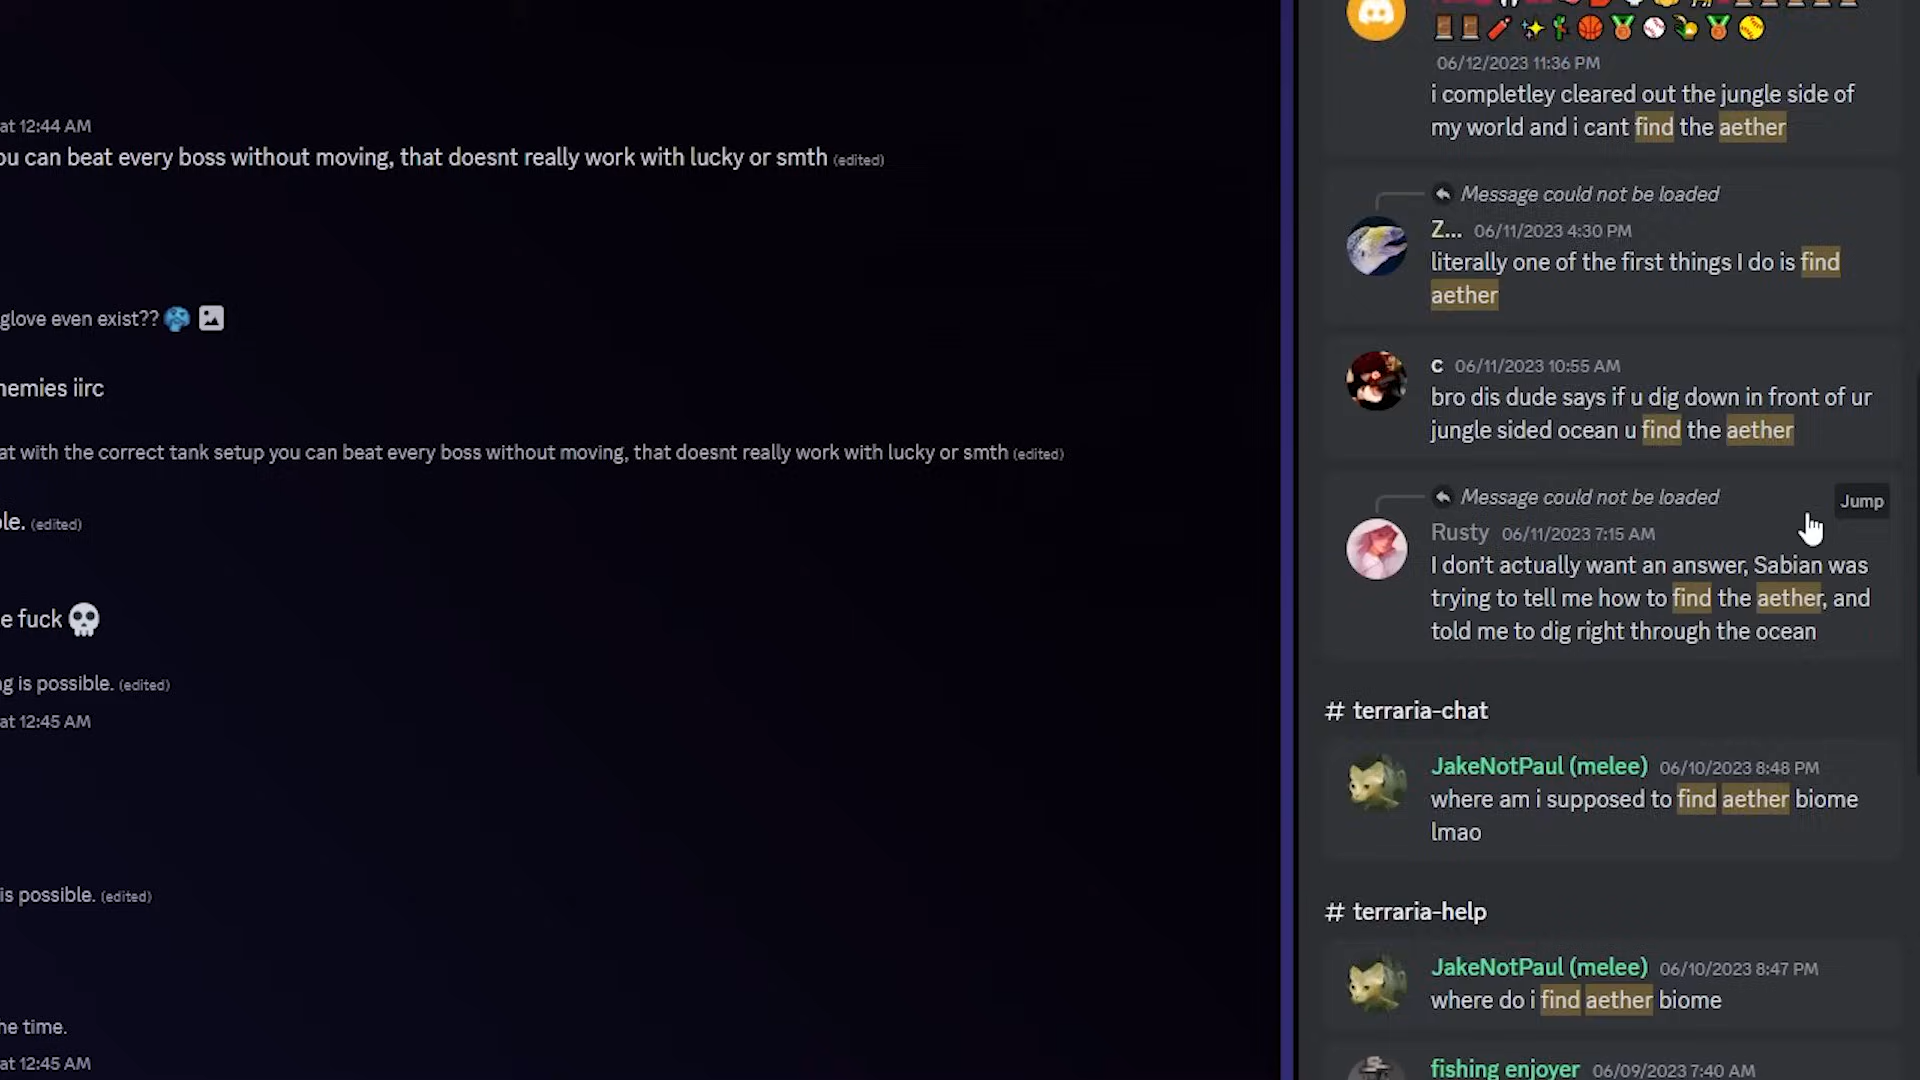 at 12:44 AM
ou can beat every boss without moving, that doesnt really work with lucky or smth (edited)
glove even exist??
nemies iirc
at with the correct tank setup you can beat every boss without moving, that doesnt really work with lucky or smth (edited)
le. (edited)
e fuck
g is possible. (edited)
at 12:45 AM
is possible. (edited)
ne time.
at 12:45 AM
06/12/2023 11:36 PM
i completley cleared out the jungle side of
my world and i cant find the aether
Message could not be loaded
Z... 06/11/2023 4:30 PM
literally one of the first things I do is find
aether
c 06/11/2023 10:55 AM
bro dis dude says if u dig down in front of ur
jungle sided ocean u find the aether
Message could not be loaded
Jump
Rusty 06/11/2023 7:15 AM
I don't actually want an answer, Sabian was
trying to tell me how to find the aether, and
told me to dig right through the ocean
# terraria-chat
JakeNotPaul (melee) 06/10/2023 8:48 PM
where am i supposed to find aether biome
lmao
# terraria-help
JakeNotPaul (melee) 06/10/2023 8:47 PM
where do i find aether biome
fishing enjoyer 06/09/2023 7:40 AM